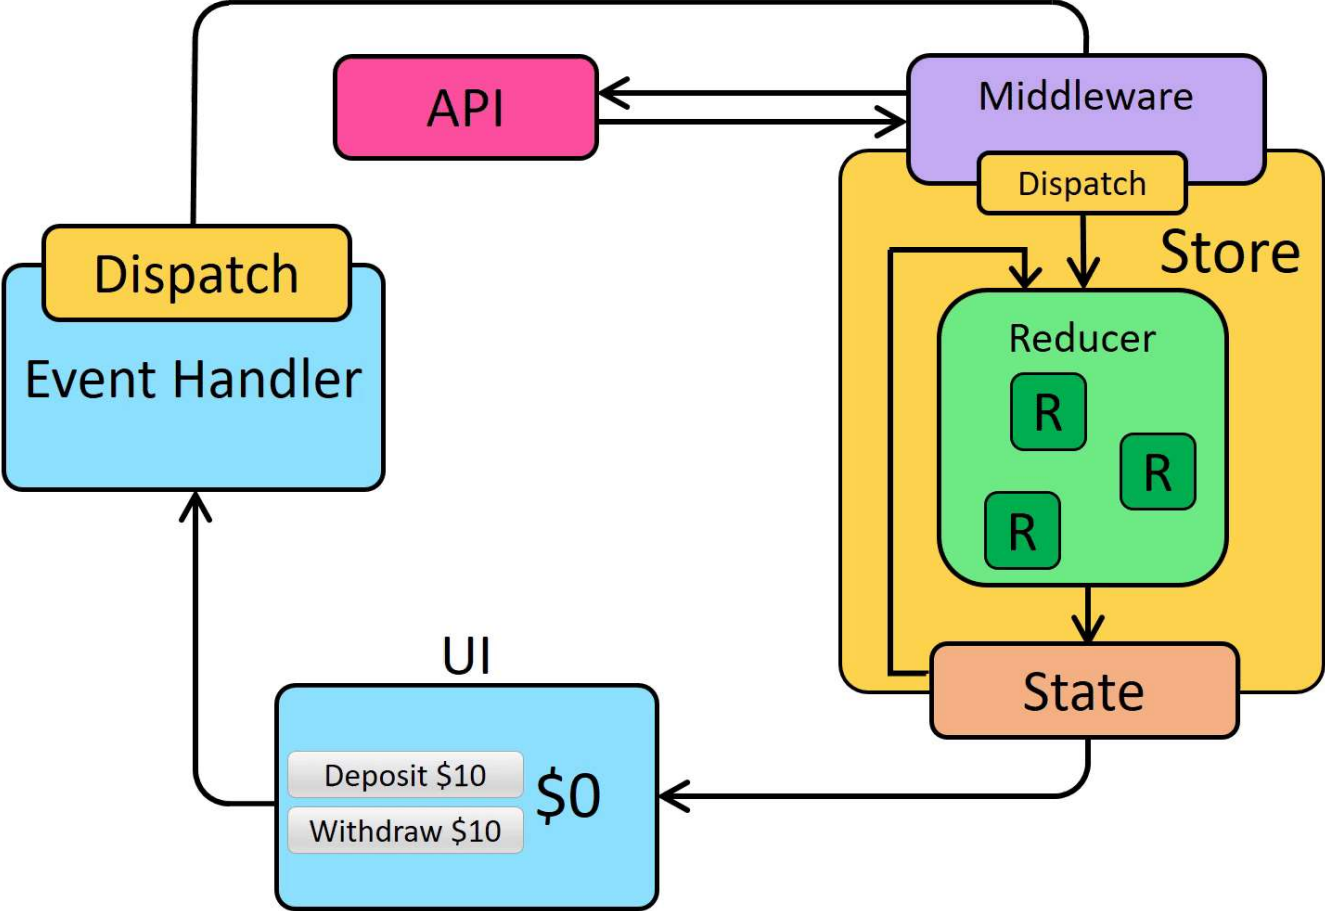 API
Middleware
Dispatch
Store
Dispatch
Event Handler
Reducer
R
R
R
UI
State
Deposit $10
$0
Withdraw $10